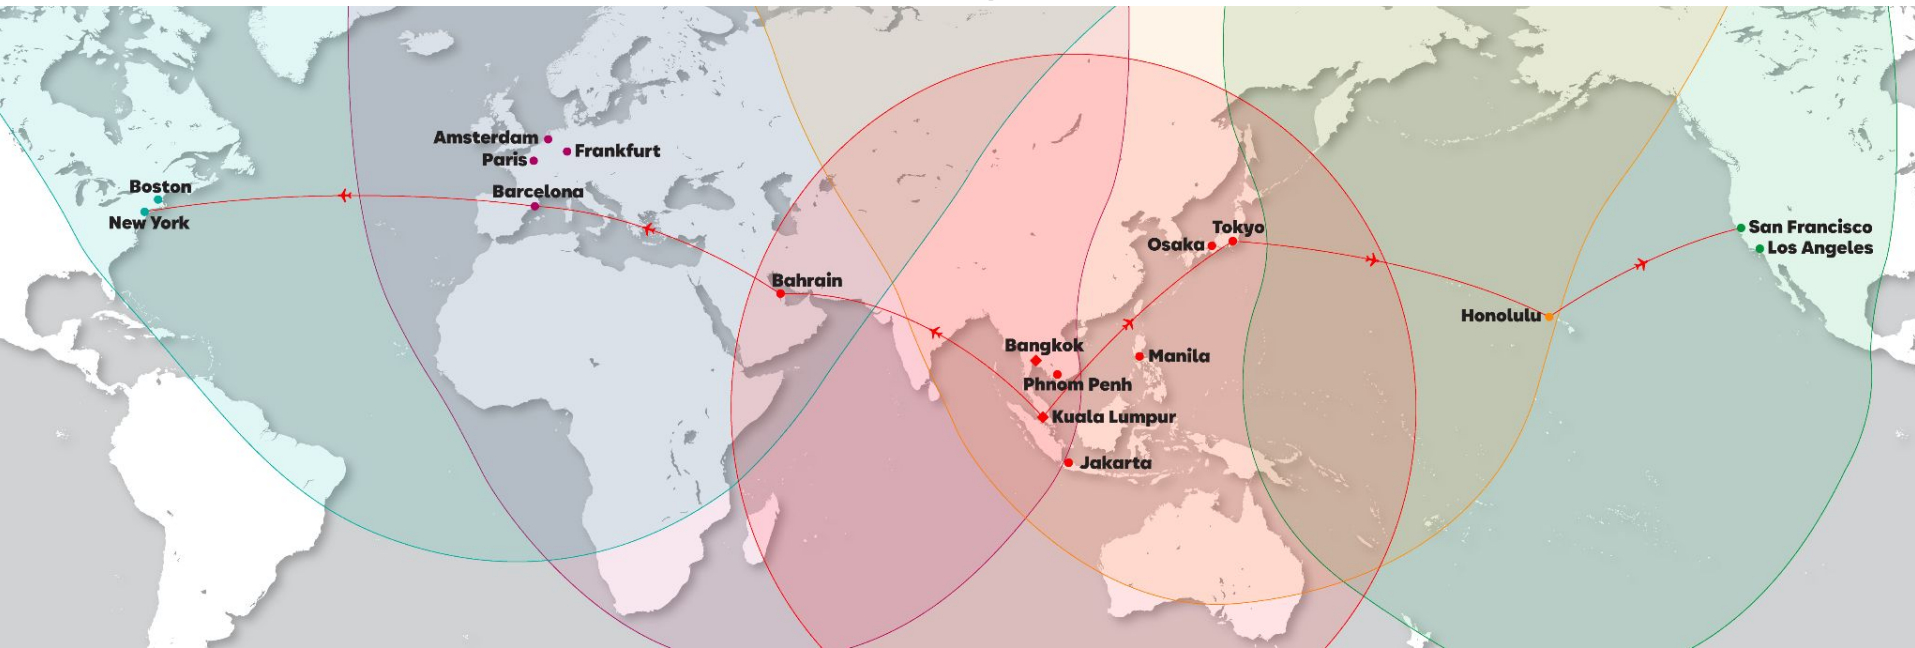 Amsterdam
Frankfurt
Paris
Boston
Barcelona
New York
Bahrain
Tokyo
Osaka
San Francisco
Los Angeles
Honolulu
Bangkok
Manila
Phnom Penh
Kuala Lumpur
Jakarta